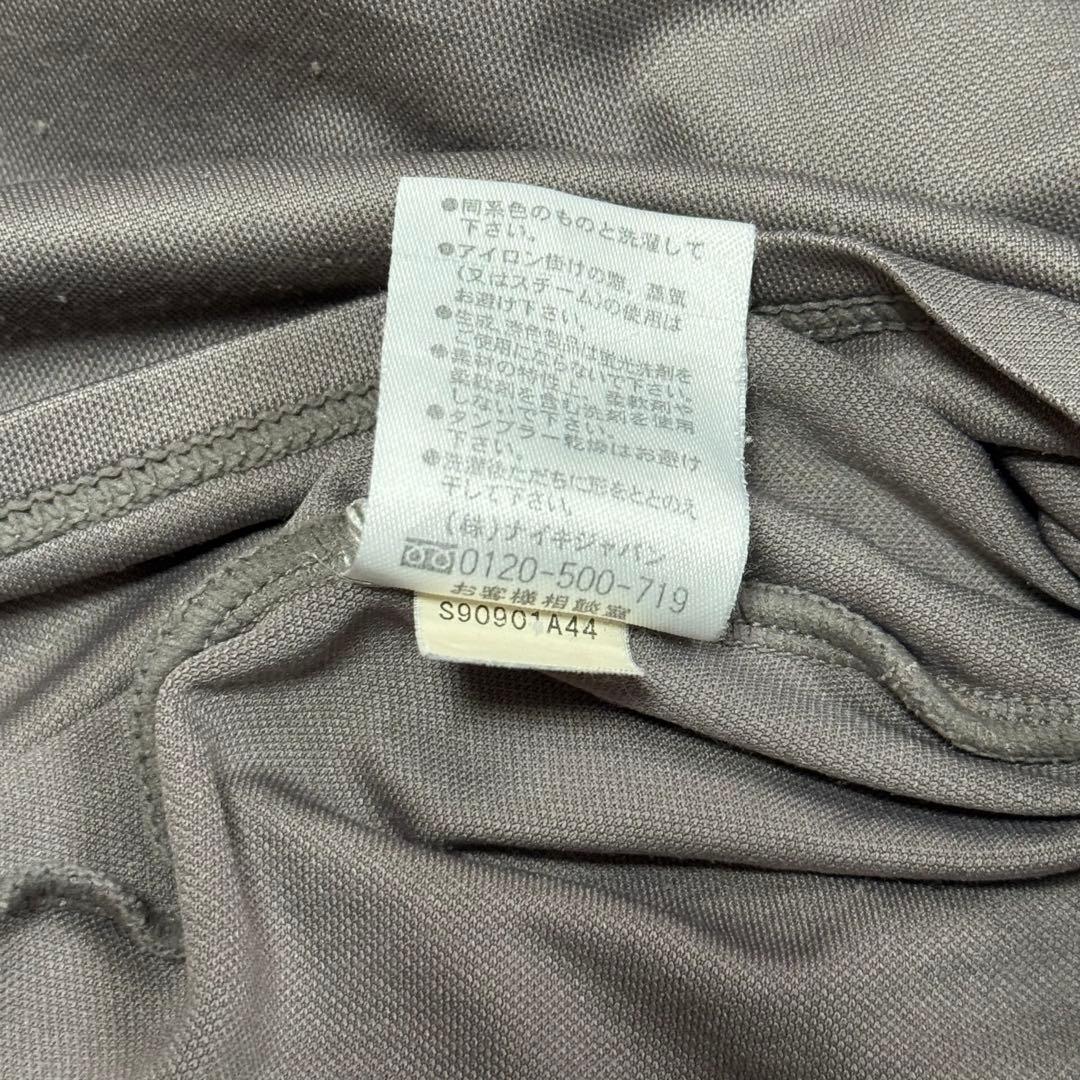 ●同系色のものと洗濯して
下さい。
●アイロン掛けの際、蒸気
(又はスチーム)の使用は
お避け下さい。
●生成、淡色製品は蛍光洗剤を
ご使用にならないで下さい。
●素材の特性上、柔軟剤や
柔軟剤を含む洗剤を使用
しないで下さい。
●タンブラー乾燥はお避け
下さい。
●洗濯後ただちに形をととのえ
干して下さい。
(株)ナイキジャパン
0120-500-719
お客様相談室
S90901A44